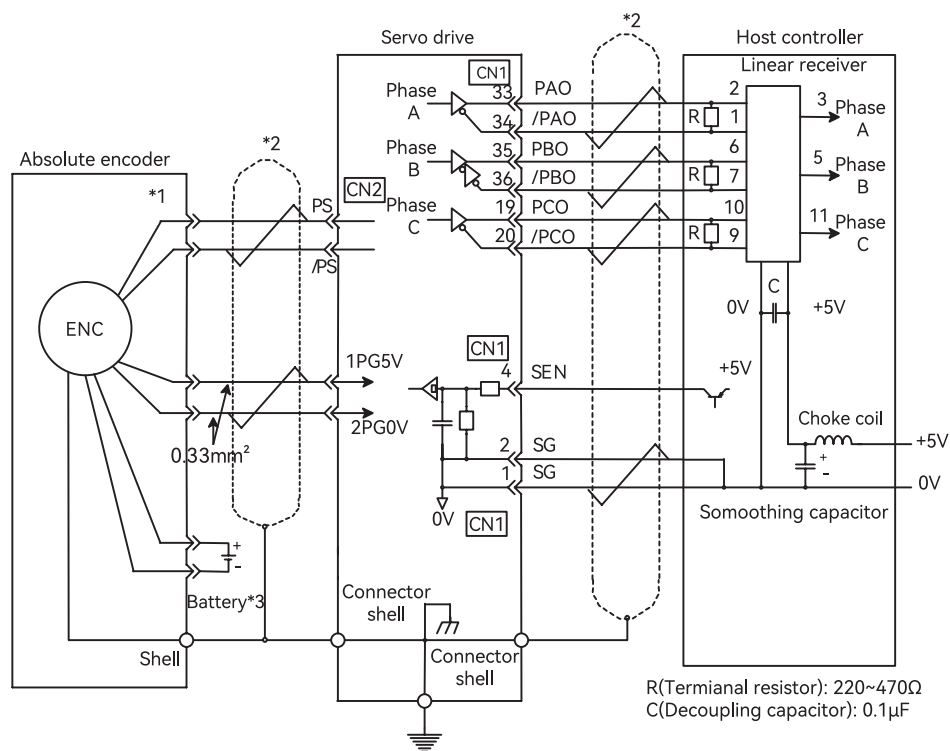 *2
Servo drive
Host controller
Linear receiver
CN1
Phase A
33
PAO
2
3
Phase A
34
/PAO
R
1
Phase B
35
PBO
6
5
Phase B
36
/PBO
R
7
Phase C
19
PCO
10
11
Phase C
20
/PCO
R
9
*2
Absolute encoder
*1
CN2
PS
/PS
C
0V
+5V
ENC
CN1
1PG5V
4
SEN
+5V
2PG0V
Choke coil
0.33mm²
2
SG
+
-
+5V
1
SG
0V
0V
CN1
Somoothing capacitor
+
-
Battery*3
Connector
shell
Shell
Connector
shell
R(Termianal resistor): 220~470Ω
C(Decoupling capacitor): 0.1µF